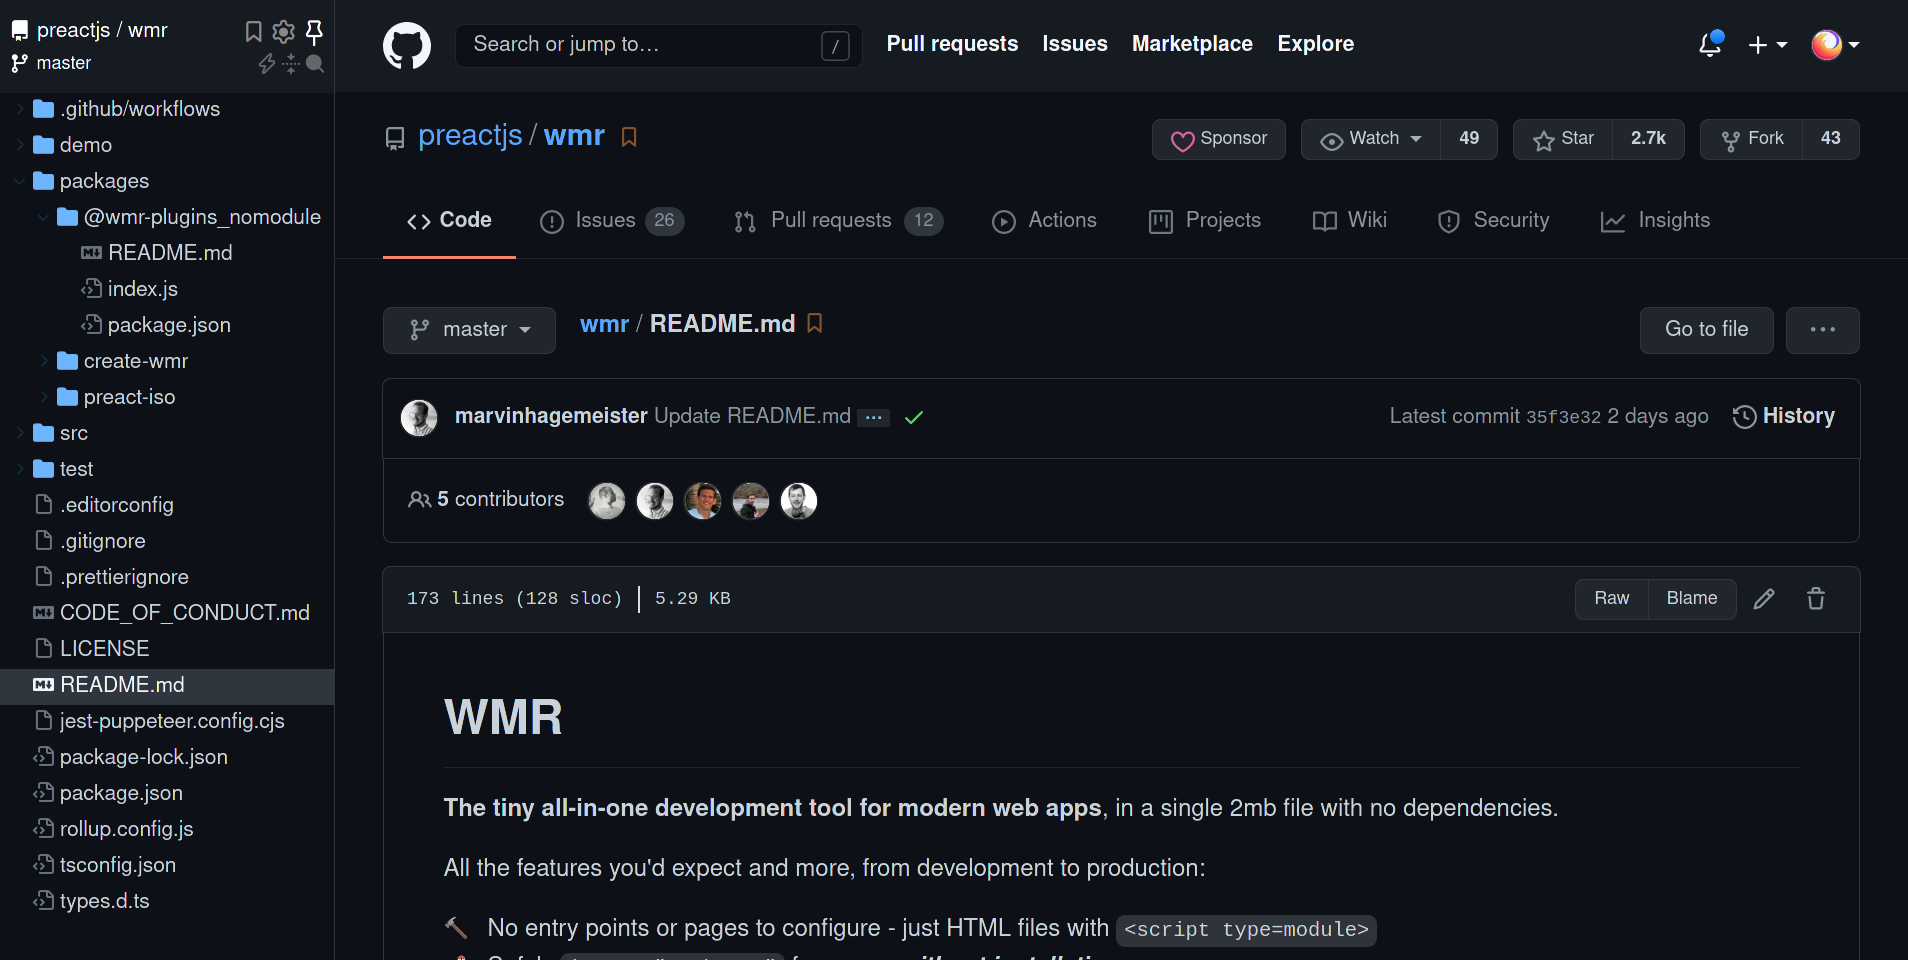 preactjs / wmr
master
.github/workflows
demo
packages
@wmr-plugins_nomodule
README.md
index.js
package.json
create-wmr
preact-iso
src
test
.editorconfig
.gitignore
.prettierignore
CODE_OF_CONDUCT.md
LICENSE
README.md
jest-puppeteer.config.cjs
package-lock.json
package.json
rollup.config.js
tsconfig.json
types.d.ts
Search or jump to… / Pull requests Issues Marketplace Explore
preactjs / wmr Sponsor Watch 49 Star 2.7k Fork 43
Code Issues 26 Pull requests 12 Actions Projects Wiki Security Insights
master wmr / README.md Go to file ···
marvinhagemeister Update README.md ··· Latest commit 35f3e32 2 days ago History
5 contributors
173 lines (128 sloc) 5.29 KB Raw Blame
WMR
The tiny all-in-one development tool for modern web apps, in a single 2mb file with no dependencies.
All the features you'd expect and more, from development to production:
No entry points or pages to configure - just HTML files with <script type=module>